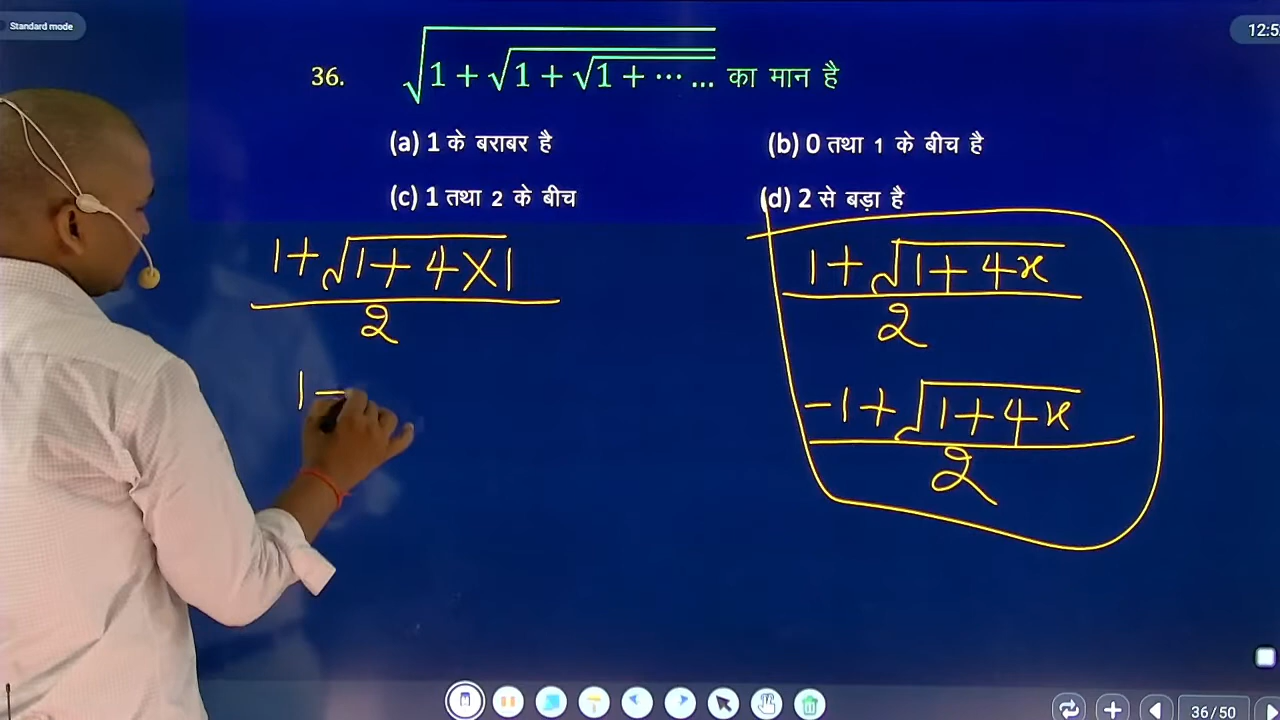 Standard mode
12:5
36. √1 + √1 + √1 + ⋯ ... का मान है
(a) 1 के बराबर है
(b) 0 तथा 1 के बीच है
(c) 1 तथा 2 के बीच
(d) 2 से बड़ा है
1+√1+4×1
2
1+√1+4x
2
1-
-1+√1+4x
2
36/50